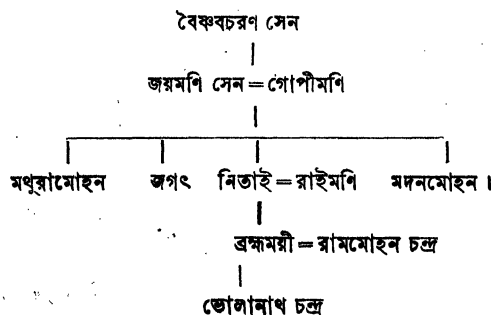 বৈষ্ণবচরণ সেন
জয়মণি সেন = গোপীমণি
মথুরামোহন জগৎ নিতাই = রাইমণি মদনমোহন।
ব্রহ্মময়ী = রামমোহন চন্দ্র
ভোলানাথ চন্দ্র